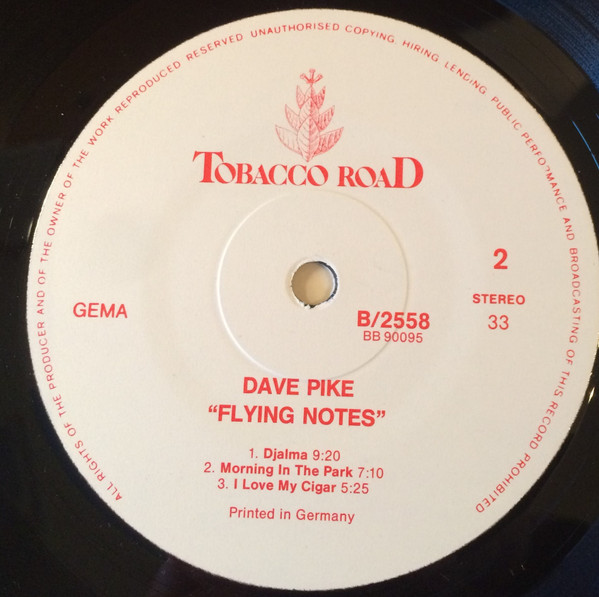 ALL RIGHTS OF THE PRODUCER AND OF THE OWNER OF THE WORK REPRODUCED RESERVED UNAUTHORISED COPYING, HIRING, LENDING, PUBLIC PERFORMANCE AND BROADCASTING OF THIS RECORD PROHIBITED
TOBACCO ROAD
2
GEMA
STEREO
33
B/2558
BB 90095
DAVE PIKE
“FLYING NOTES”
1. Djalma 9:20
2. Morning In The Park 7:10
3. I Love My Cigar 5:25
Printed in Germany